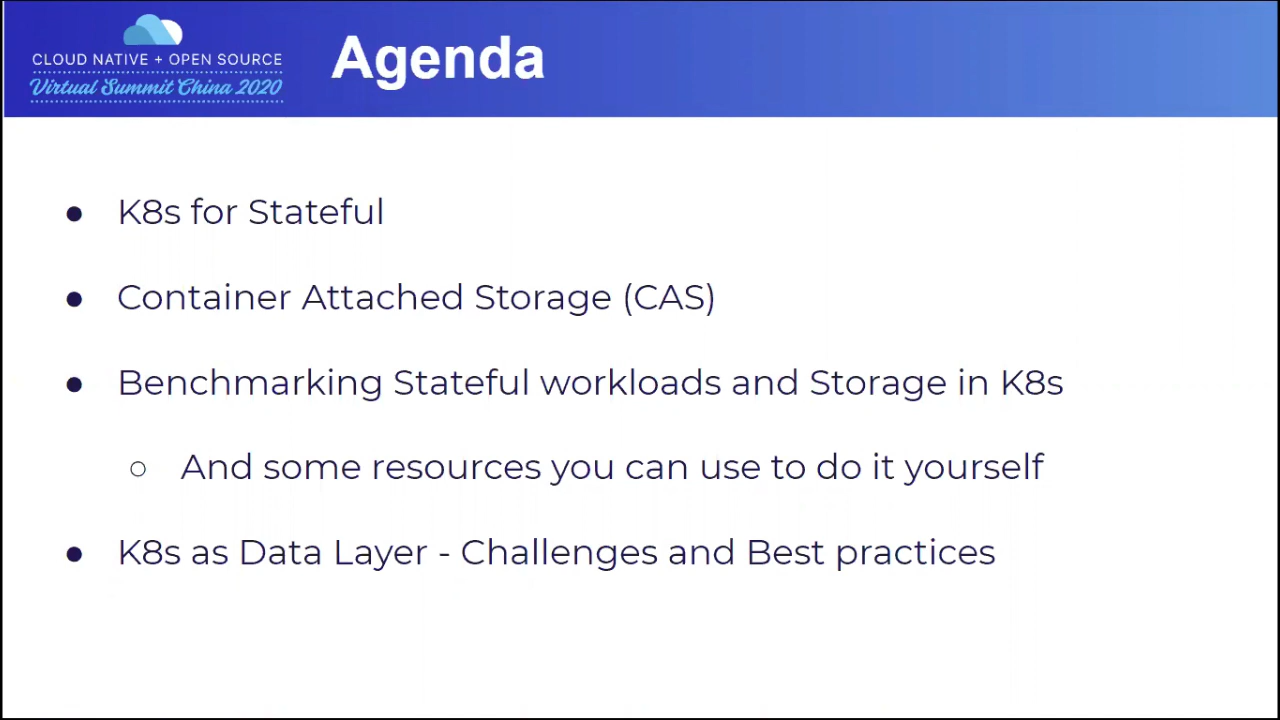 CLOUD NATIVE + OPEN SOURCE
Virtual Summit China 2020
Agenda
● K8s for Stateful
● Container Attached Storage (CAS)
● Benchmarking Stateful workloads and Storage in K8s
○ And some resources you can use to do it yourself
● K8s as Data Layer - Challenges and Best practices